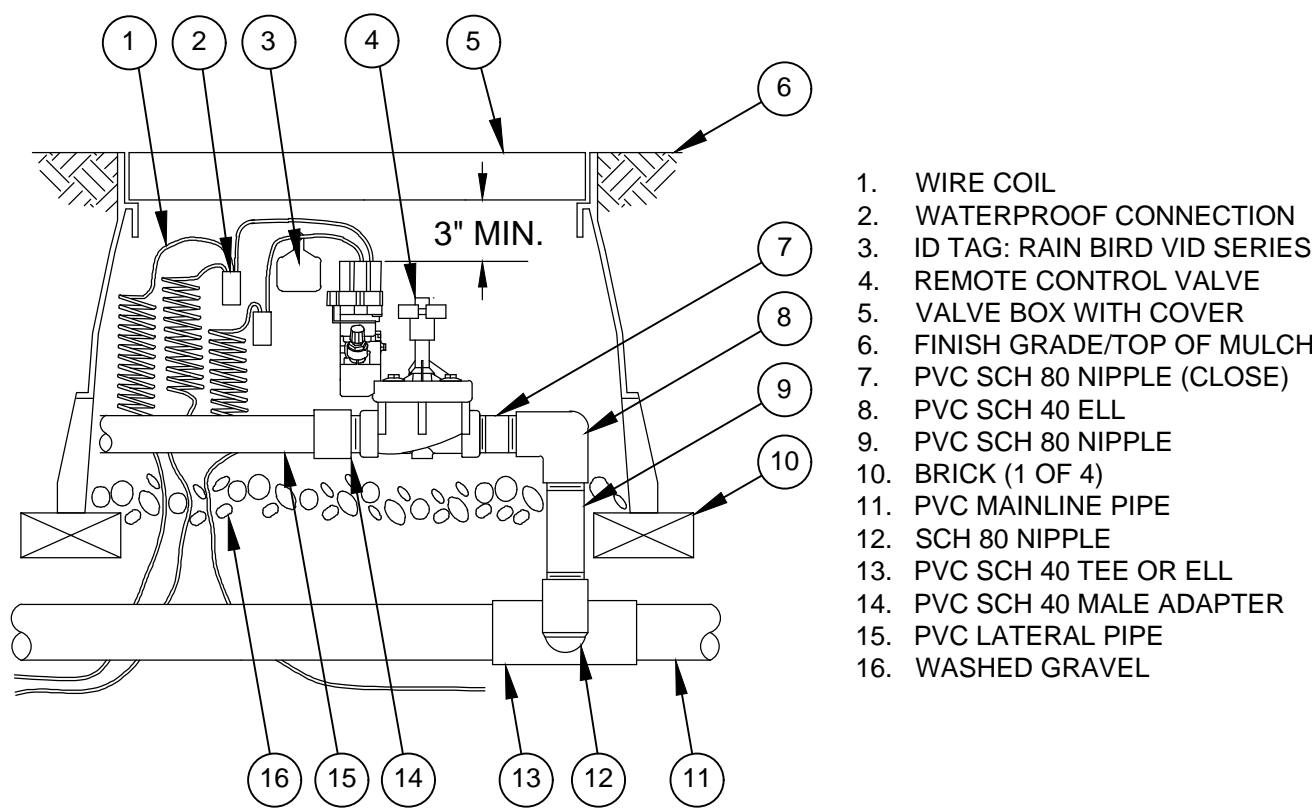 1
2
3
4
5
6
3" MIN.
7
8
9
10
16
15
14
13
12
11
1. WIRE COIL
2. WATERPROOF CONNECTION
3. ID TAG: RAIN BIRD VID SERIES
4. REMOTE CONTROL VALVE
5. VALVE BOX WITH COVER
6. FINISH GRADE/TOP OF MULCH
7. PVC SCH 80 NIPPLE (CLOSE)
8. PVC SCH 40 ELL
9. PVC SCH 80 NIPPLE
10. BRICK (1 OF 4)
11. PVC MAINLINE PIPE
12. SCH 80 NIPPLE
13. PVC SCH 40 TEE OR ELL
14. PVC SCH 40 MALE ADAPTER
15. PVC LATERAL PIPE
16. WASHED GRAVEL